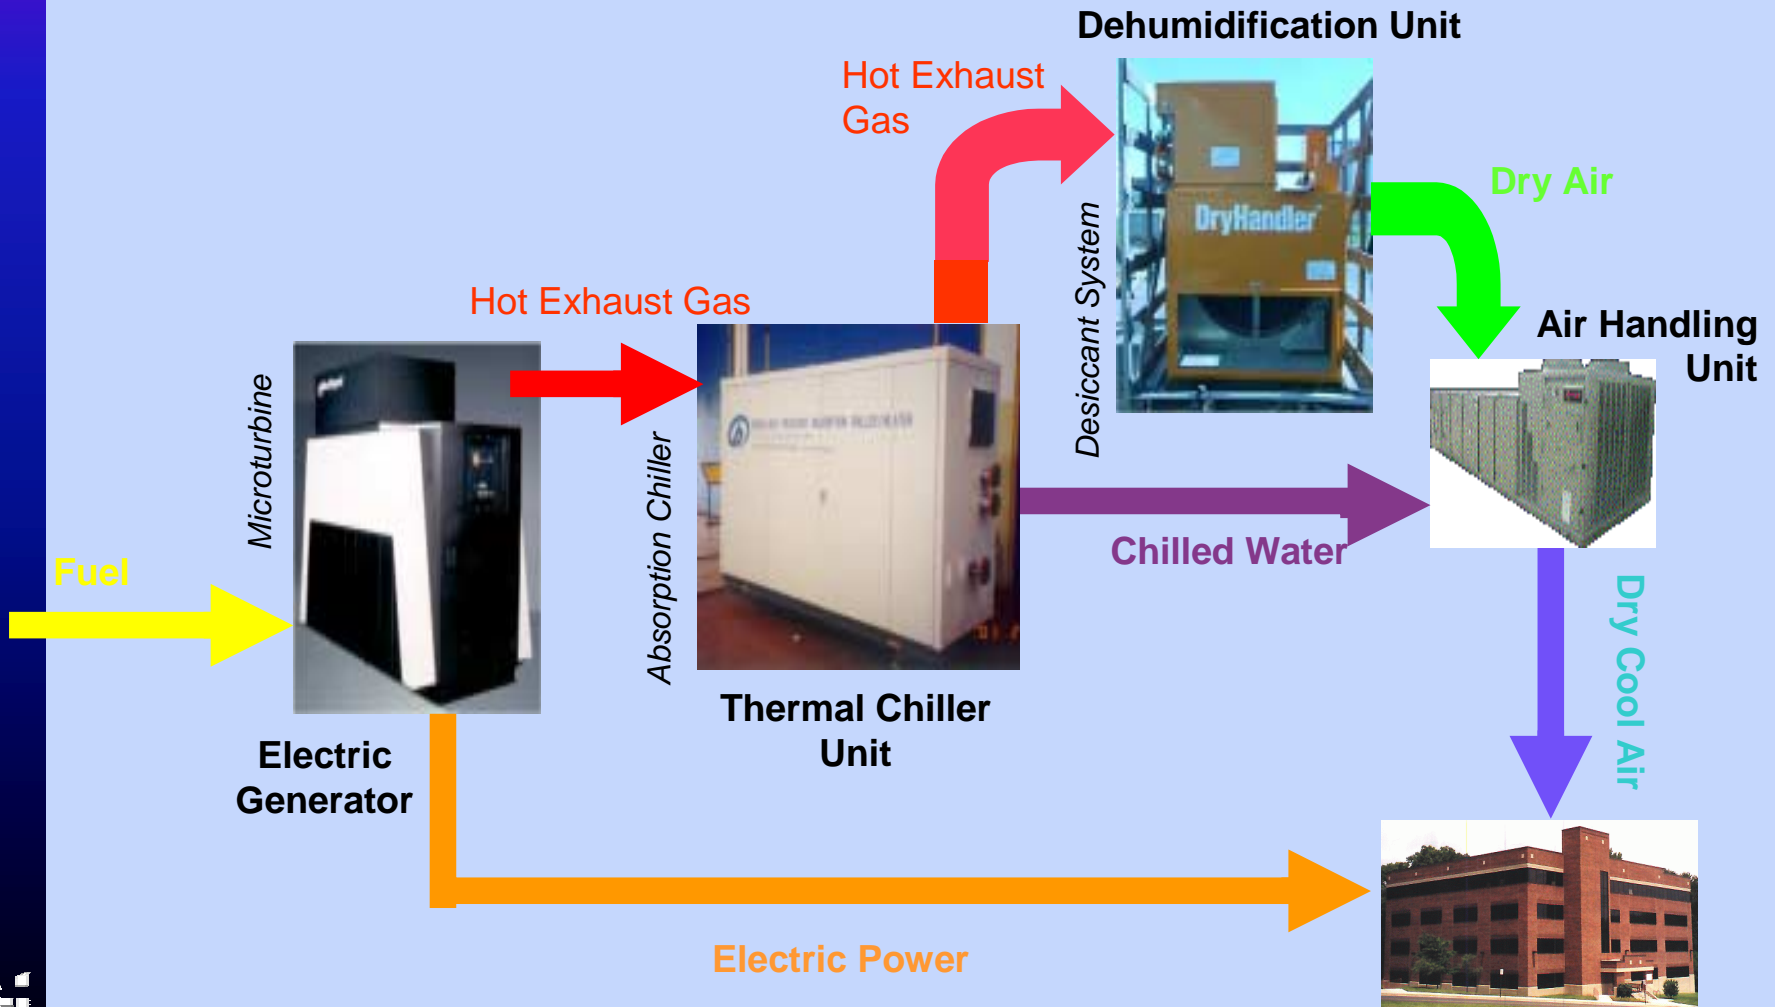 Dehumidification Unit
Hot Exhaust
Gas
Dry Air
DryHandler
Desiccant System
Hot Exhaust Gas
Air Handling
Unit
Microturbine
Absorption Chiller
Chilled Water
Fuel
Dry Cool Air
Thermal Chiller
Unit
Electric
Generator
Electric Power